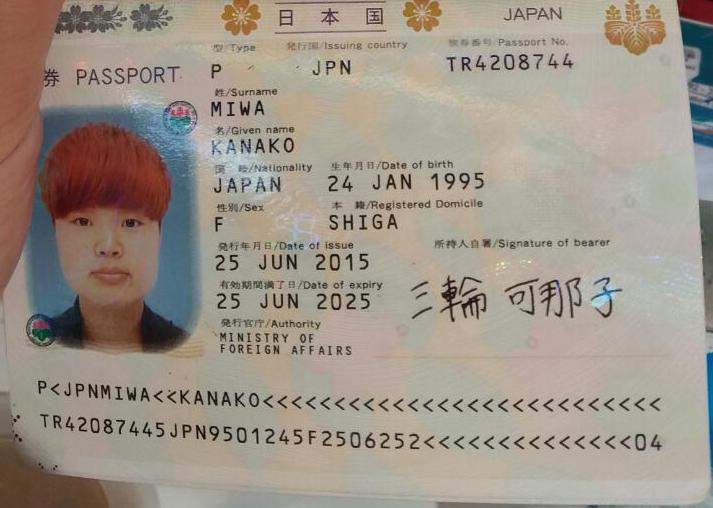 日本国 JAPAN
型/Type 発行国/Issuing country 旅券番号/Passport No.
券 PASSPORT P JPN TR4208744
姓/Surname
MIWA
名/Given name
KANAKO
国籍/Nationality 生年月日/Date of birth
JAPAN 24 JAN 1995
性別/Sex 本籍/Registered Domicile
F SHIGA
発行年月日/Date of issue 所持人自署/Signature of bearer
25 JUN 2015
有効期間満了日/Date of expiry
25 JUN 2025 三輪 可那子
発行官庁/Authority
MINISTRY OF
FOREIGN AFFAIRS
P<JPNMIWA<<KANAKO<<<<<<<<<<<<<<<<<<<<<<<<<<<
TR42087445JPN9501245F2506252<<<<<<<<<<<<<<04